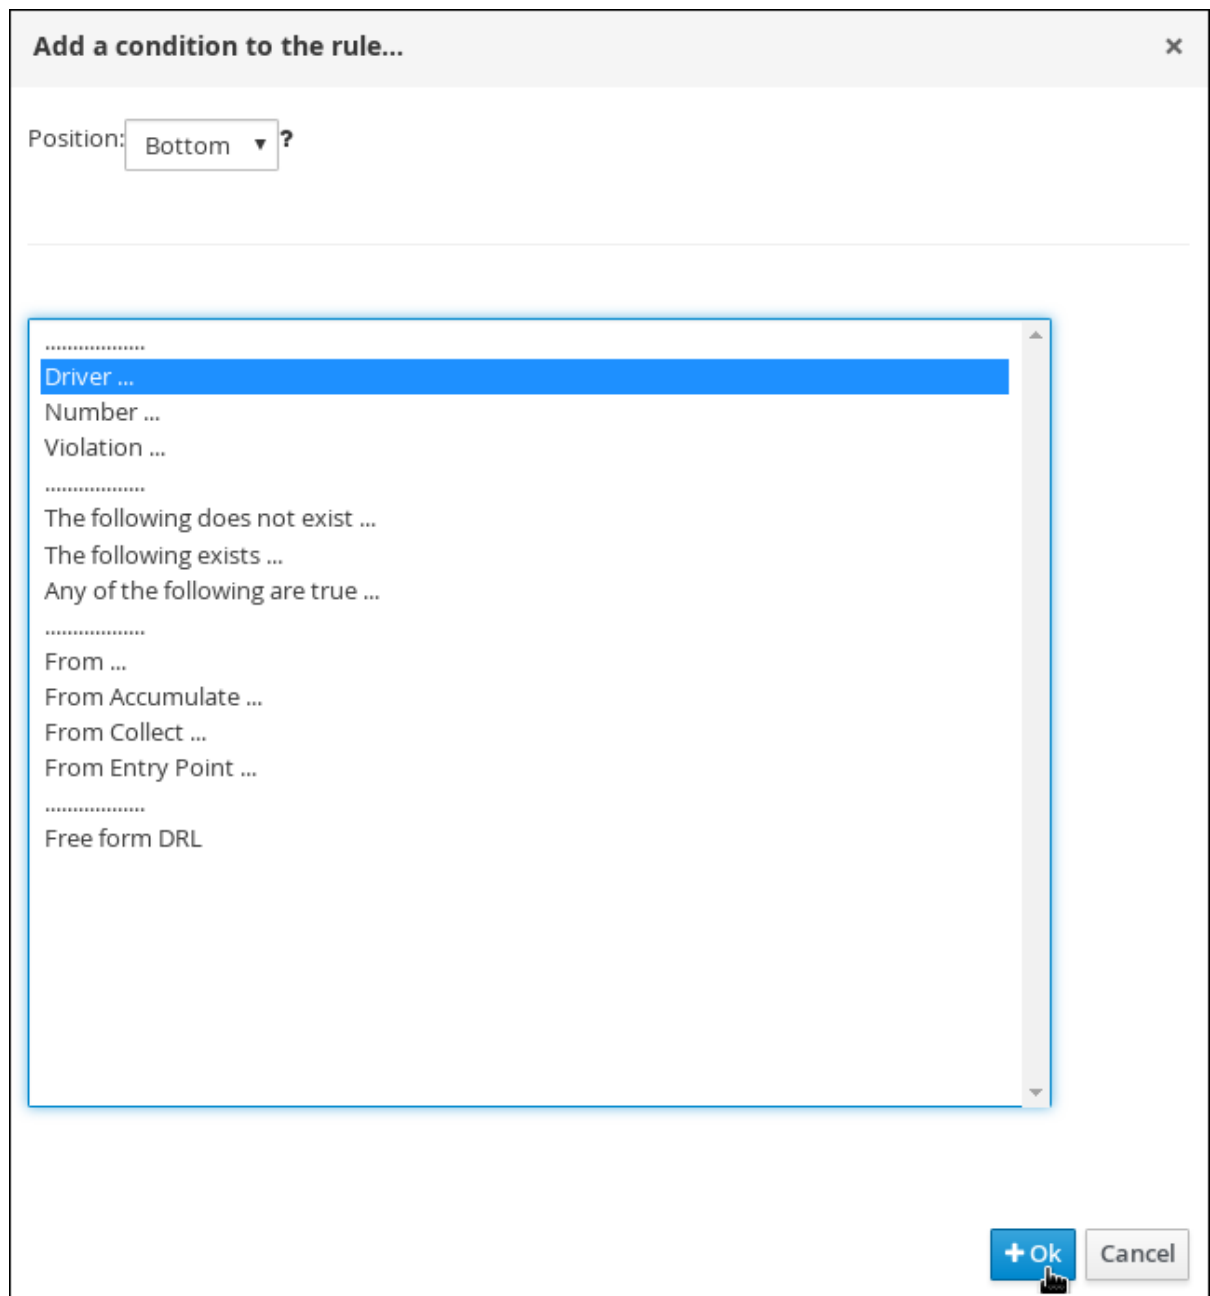 Add a condition to the rule...
Position: Bottom ?
..................
Driver ...
Number ...
Violation ...
..................
The following does not exist ...
The following exists ...
Any of the following are true ...
..................
From ...
From Accumulate ...
From Collect ...
From Entry Point ...
..................
Free form DRL
+ Ok Cancel